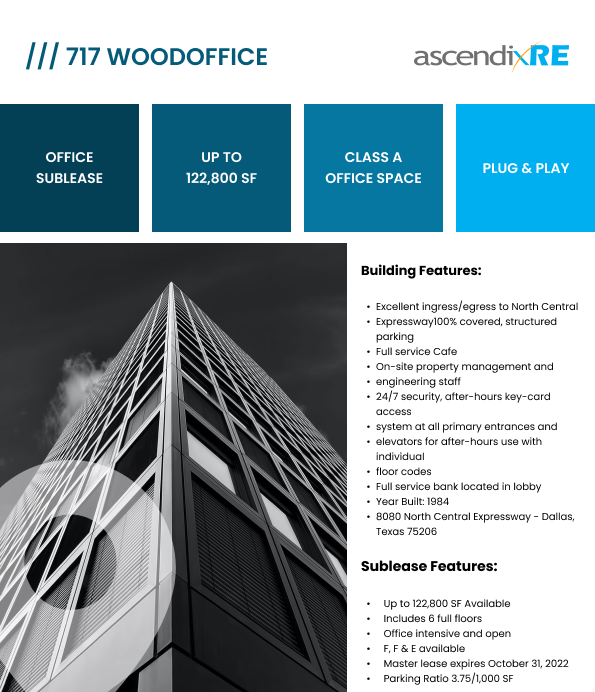 /// 717 WOODOFFICE
ascendixRE
OFFICE
SUBLEASE
UP TO
122,800 SF
CLASS A
OFFICE SPACE
PLUG & PLAY
Building Features:
• Excellent ingress/egress to North Central
• Expressway100% covered, structured
parking
• Full service Cafe
• On-site property management and
• engineering staff
• 24/7 security, after-hours key-card
access
• system at all primary entrances and
• elevators for after-hours use with
individual
• floor codes
• Full service bank located in lobby
• Year Built: 1984
• 8080 North Central Expressway - Dallas,
Texas 75206
Sublease Features:
• Up to 122,800 SF Available
• Includes 6 full floors
• Office intensive and open
• F, F & E available
• Master lease expires October 31, 2022
• Parking Ratio 3.75/1,000 SF